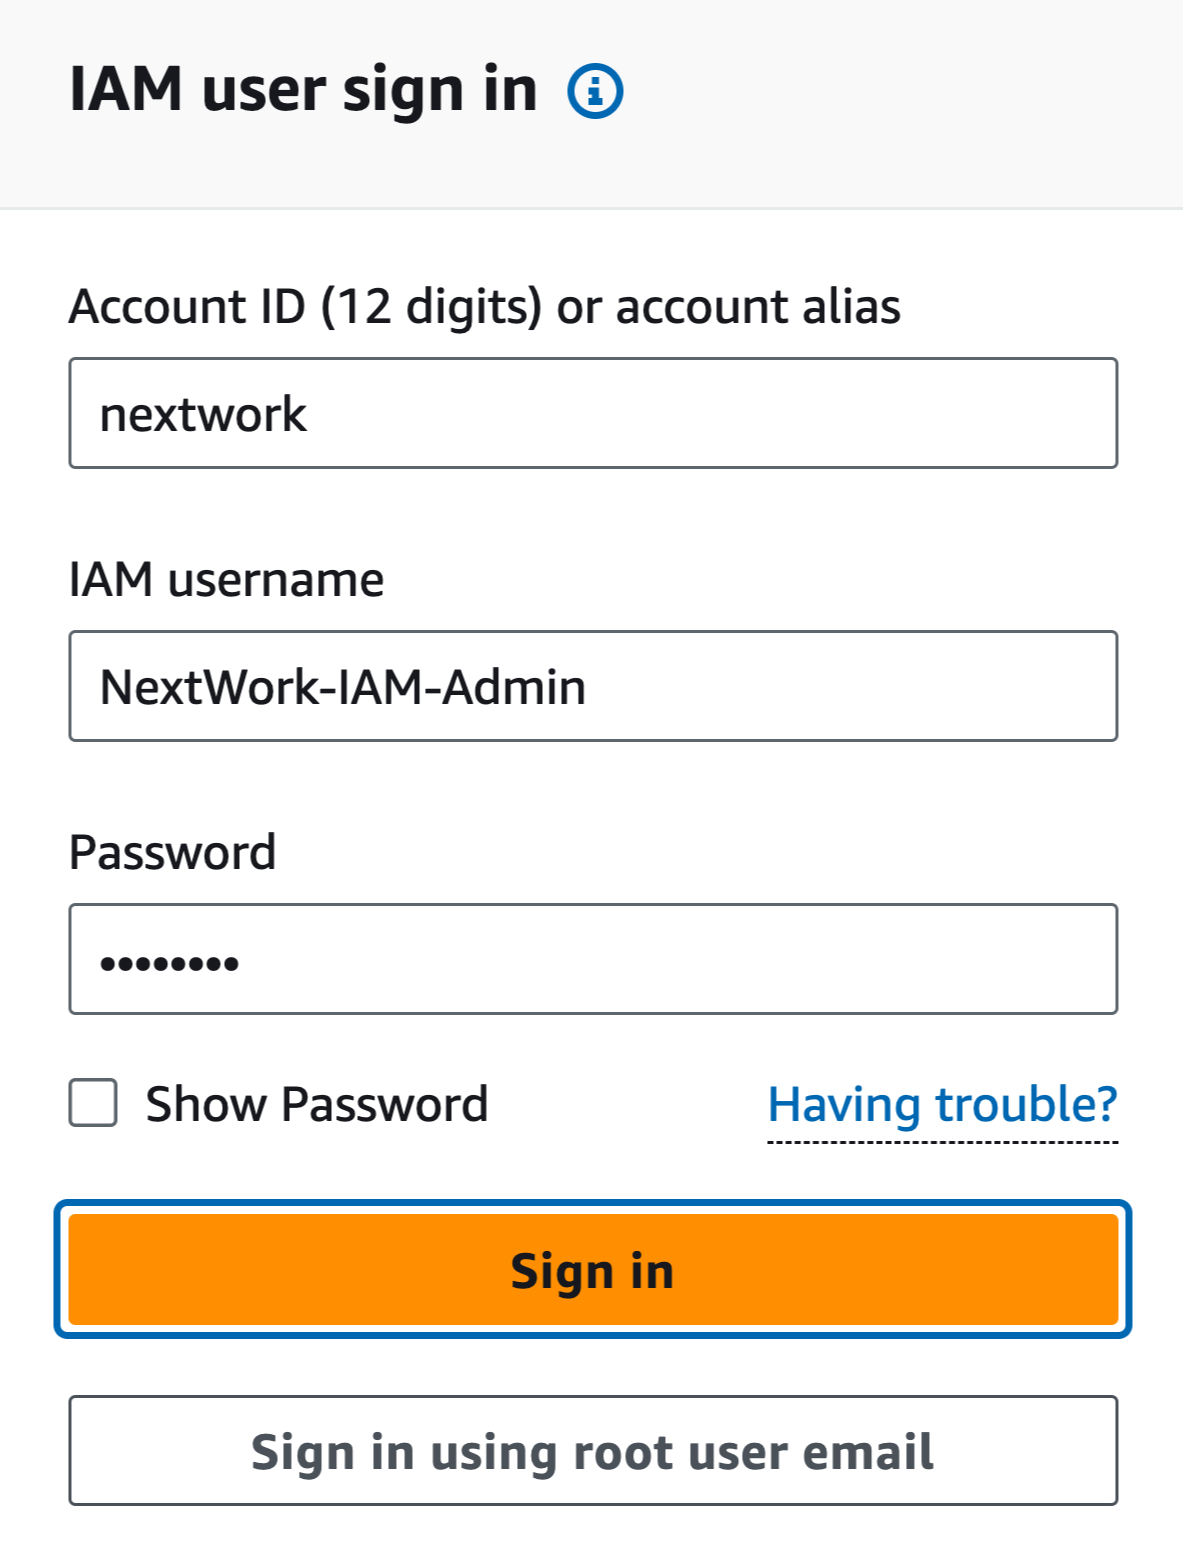 IAM user sign in
Account ID (12 digits) or account alias
nextwork
IAM username
NextWork-IAM-Admin
Password
••••••••
Show Password
Having trouble?
Sign in
Sign in using root user email